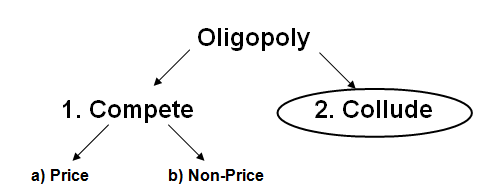 Oligopoly
1. Compete
2. Collude
a) Price
b) Non-Price